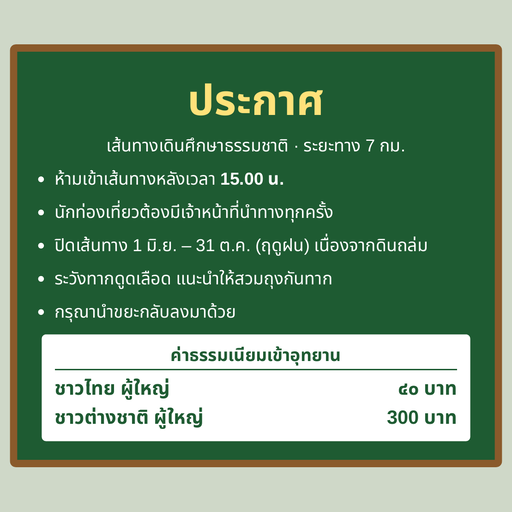 ประกาศ
เส้นทางเดินศึกษาธรรมชาติ · ระยะทาง 7 กม.
• ห้ามเข้าเส้นทางหลังเวลา 15.00 น.
• นักท่องเที่ยวต้องมีเจ้าหน้าที่นำทางทุกครั้ง
• ปิดเส้นทาง 1 มิ.ย. – 31 ต.ค. (ฤดูฝน) เนื่องจากดินถล่ม
• ระวังทากดูดเลือด แนะนำให้สวมถุงกันทาก
• กรุณานำขยะกลับลงมาด้วย
ค่าธรรมเนียมเข้าอุทยาน
ชาวไทย ผู้ใหญ่ ๔๐ บาท
ชาวต่างชาติ ผู้ใหญ่ 300 บาท